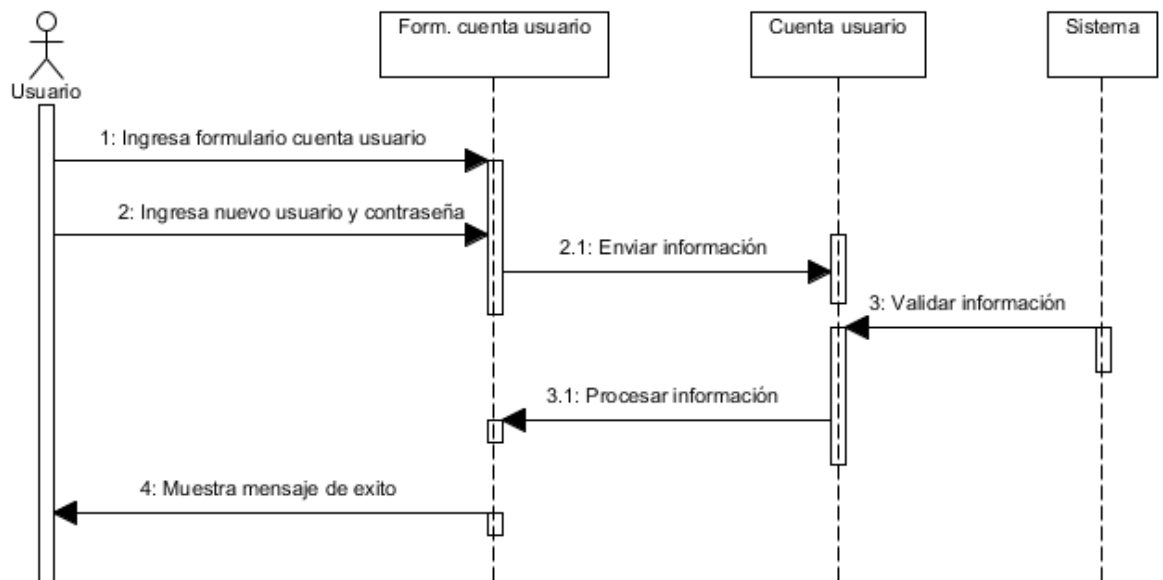 Form. cuenta usuario
Cuenta usuario
Sistema
Usuario
1: Ingresa formulario cuenta usuario
2: Ingresa nuevo usuario y contraseña
2.1: Enviar información
3: Validar información
3.1: Procesar información
4: Muestra mensaje de exito